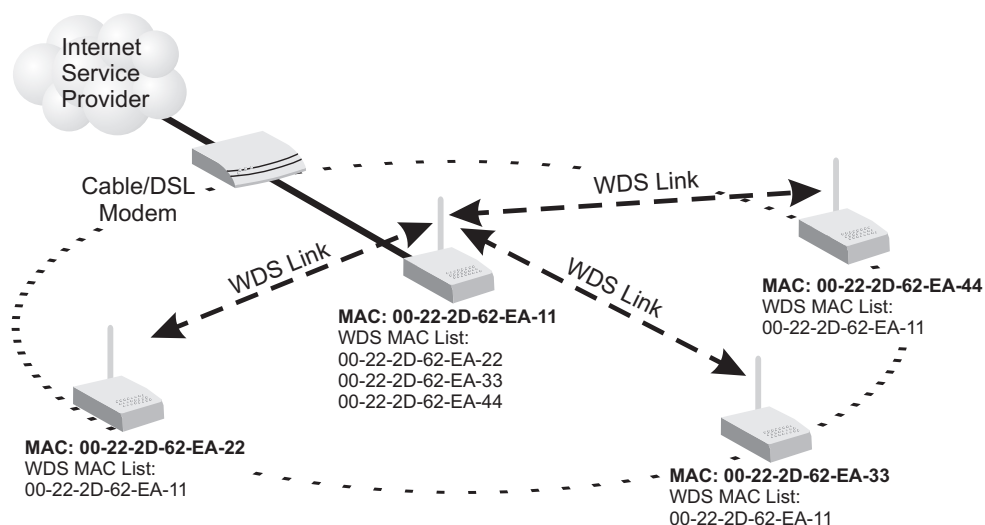 Internet
Service
Provider
Cable/DSL
Modem
WDS Link
WDS Link
WDS Link
MAC: 00-22-2D-62-EA-44
WDS MAC List:
00-22-2D-62-EA-11
MAC: 00-22-2D-62-EA-11
WDS MAC List:
00-22-2D-62-EA-22
00-22-2D-62-EA-33
00-22-2D-62-EA-44
MAC: 00-22-2D-62-EA-22
WDS MAC List:
00-22-2D-62-EA-11
MAC: 00-22-2D-62-EA-33
WDS MAC List:
00-22-2D-62-EA-11